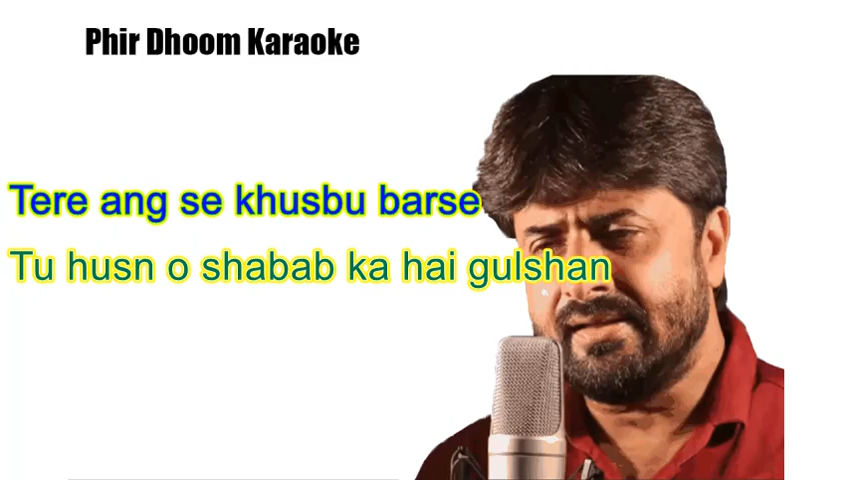 Phir Dhoom Karaoke
Tere ang se khusbu barse
Tu husn o shabab ka hai gulshan